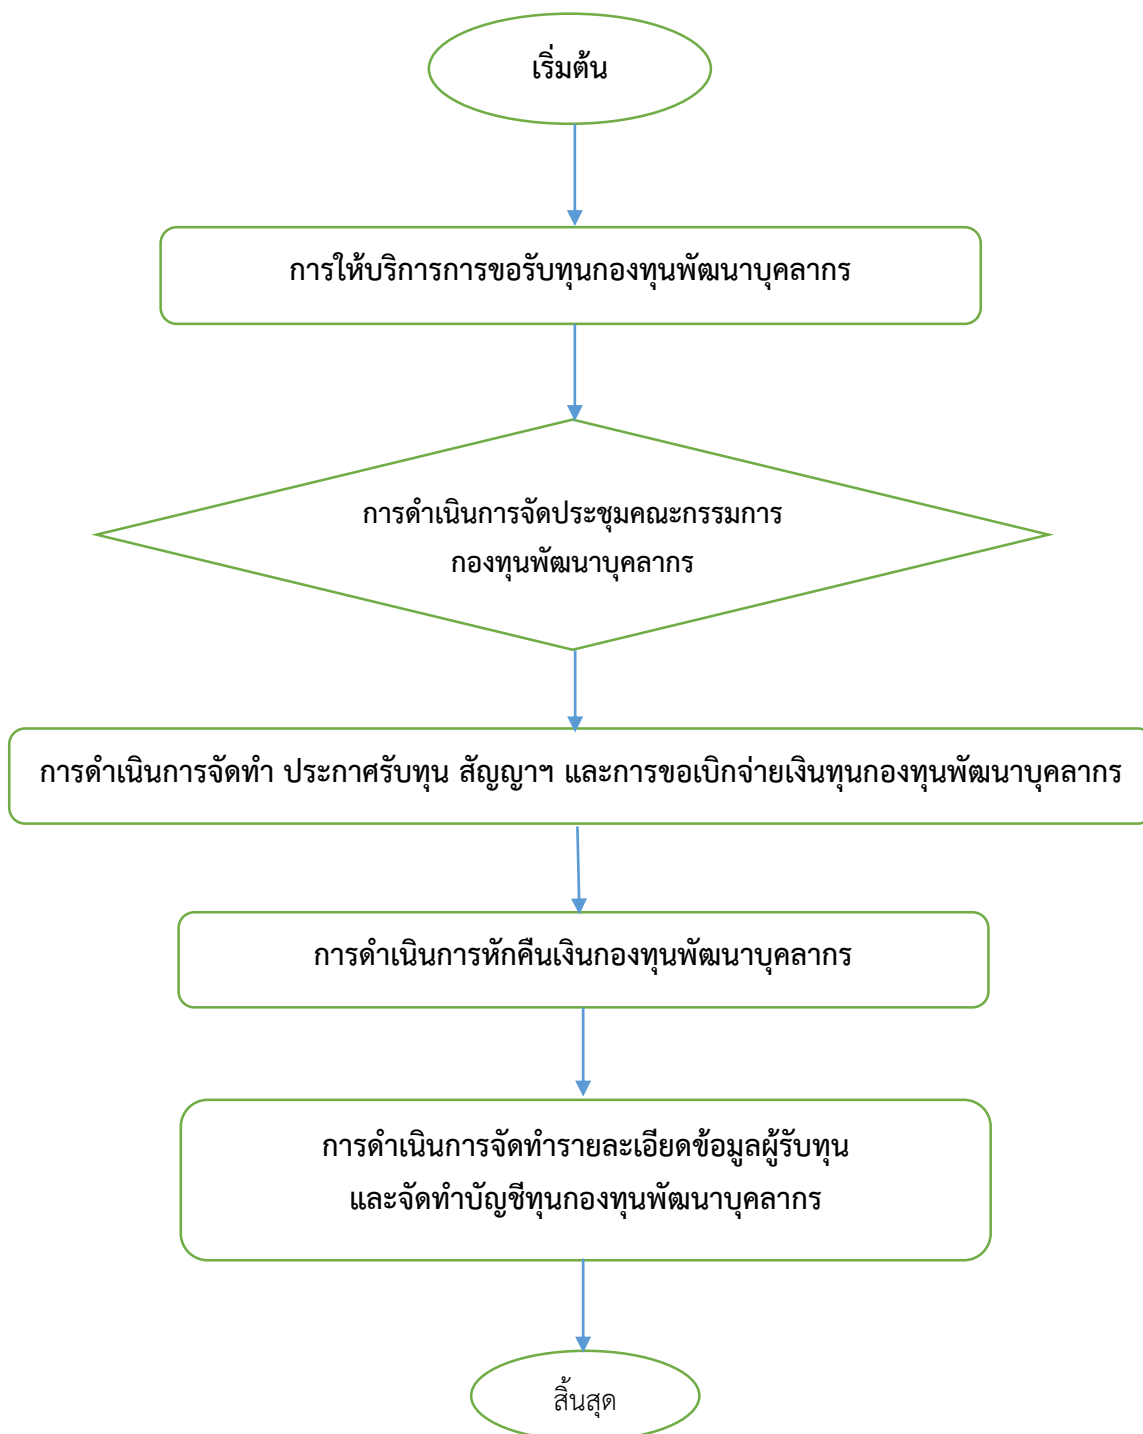 เริ่มต้น
การให้บริการการขอรับทุนกองทุนพัฒนาบุคลากร
การดำเนินการจัดประชุมคณะกรรมการ
กองทุนพัฒนาบุคลากร
การดำเนินการจัดทำ ประกาศรับทุน สัญญาฯ และการขอเบิกจ่ายเงินทุนกองทุนพัฒนาบุคลากร
การดำเนินการหักคืนเงินกองทุนพัฒนาบุคลากร
การดำเนินการจัดทำรายละเอียดข้อมูลผู้รับทุน
และจัดทำบัญชีทุนกองทุนพัฒนาบุคลากร
สิ้นสุด